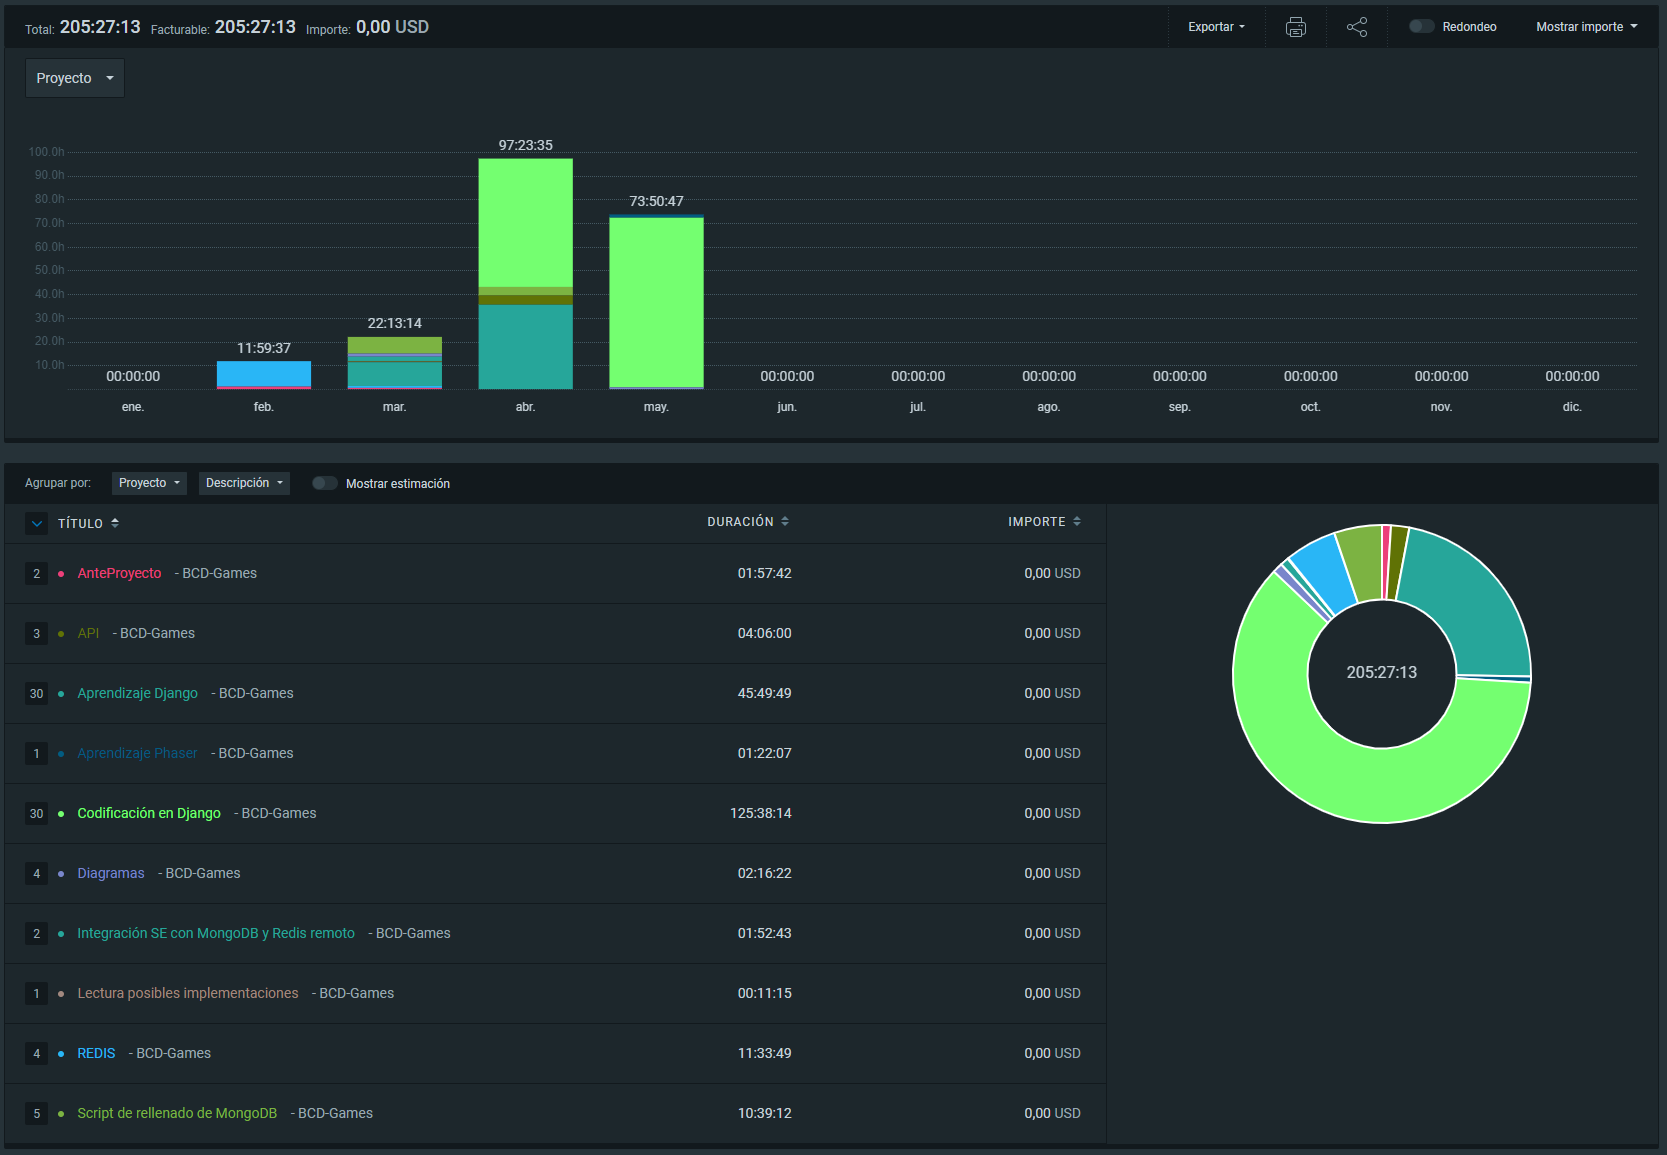 Total: 205:27:13 Facturable: 205:27:13 Importe: 0,00 USD Exportar Redondeo Mostrar importe
Proyecto
97:23:35
100.0h
90.0h
80.0h
73:50:47
70.0h
60.0h
50.0h
40.0h
30.0h
22:13:14
20.0h
11:59:37
10.0h
00:00:00 00:00:00 00:00:00 00:00:00 00:00:00 00:00:00 00:00:00 00:00:00
ene. feb. mar. abr. may. jun. jul. ago. sep. oct. nov. dic.
Agrupar por: Proyecto Descripción Mostrar estimación
TÍTULO DURACIÓN IMPORTE
2 AnteProyecto - BCD-Games 01:57:42 0,00 USD
3 API - BCD-Games 04:06:00 0,00 USD
30 Aprendizaje Django - BCD-Games 45:49:49 0,00 USD
205:27:13
1 Aprendizaje Phaser - BCD-Games 01:22:07 0,00 USD
30 Codificación en Django - BCD-Games 125:38:14 0,00 USD
4 Diagramas - BCD-Games 02:16:22 0,00 USD
2 Integración SE con MongoDB y Redis remoto - BCD-Games 01:52:43 0,00 USD
1 Lectura posibles implementaciones - BCD-Games 00:11:15 0,00 USD
4 REDIS - BCD-Games 11:33:49 0,00 USD
5 Script de rellenado de MongoDB - BCD-Games 10:39:12 0,00 USD